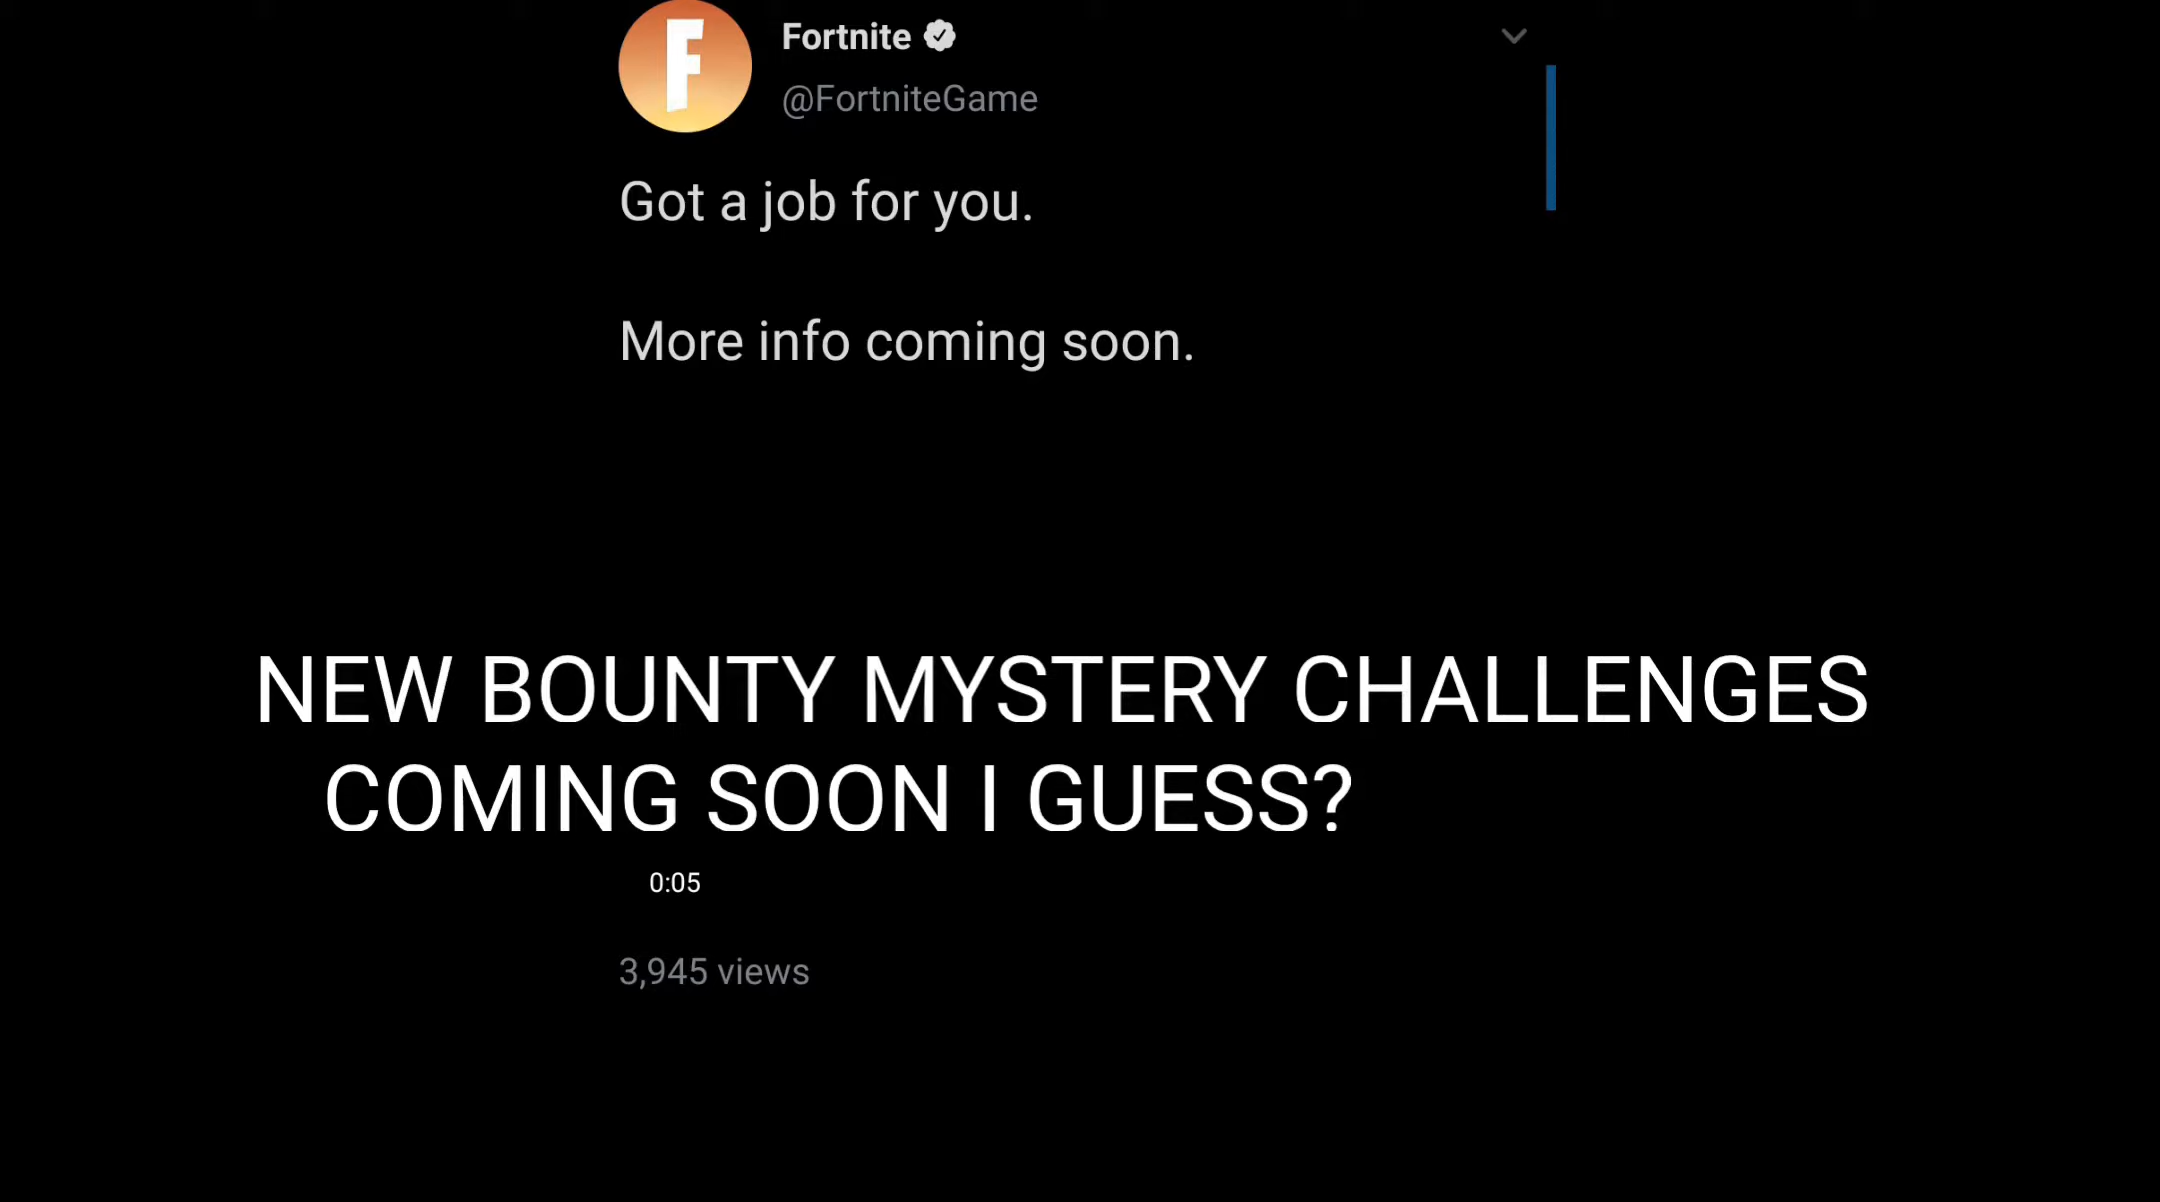 F
Fortnite
@FortniteGame
Got a job for you.
More info coming soon.
NEW BOUNTY MYSTERY CHALLENGES
COMING SOON I GUESS?
0:05
3,945 views